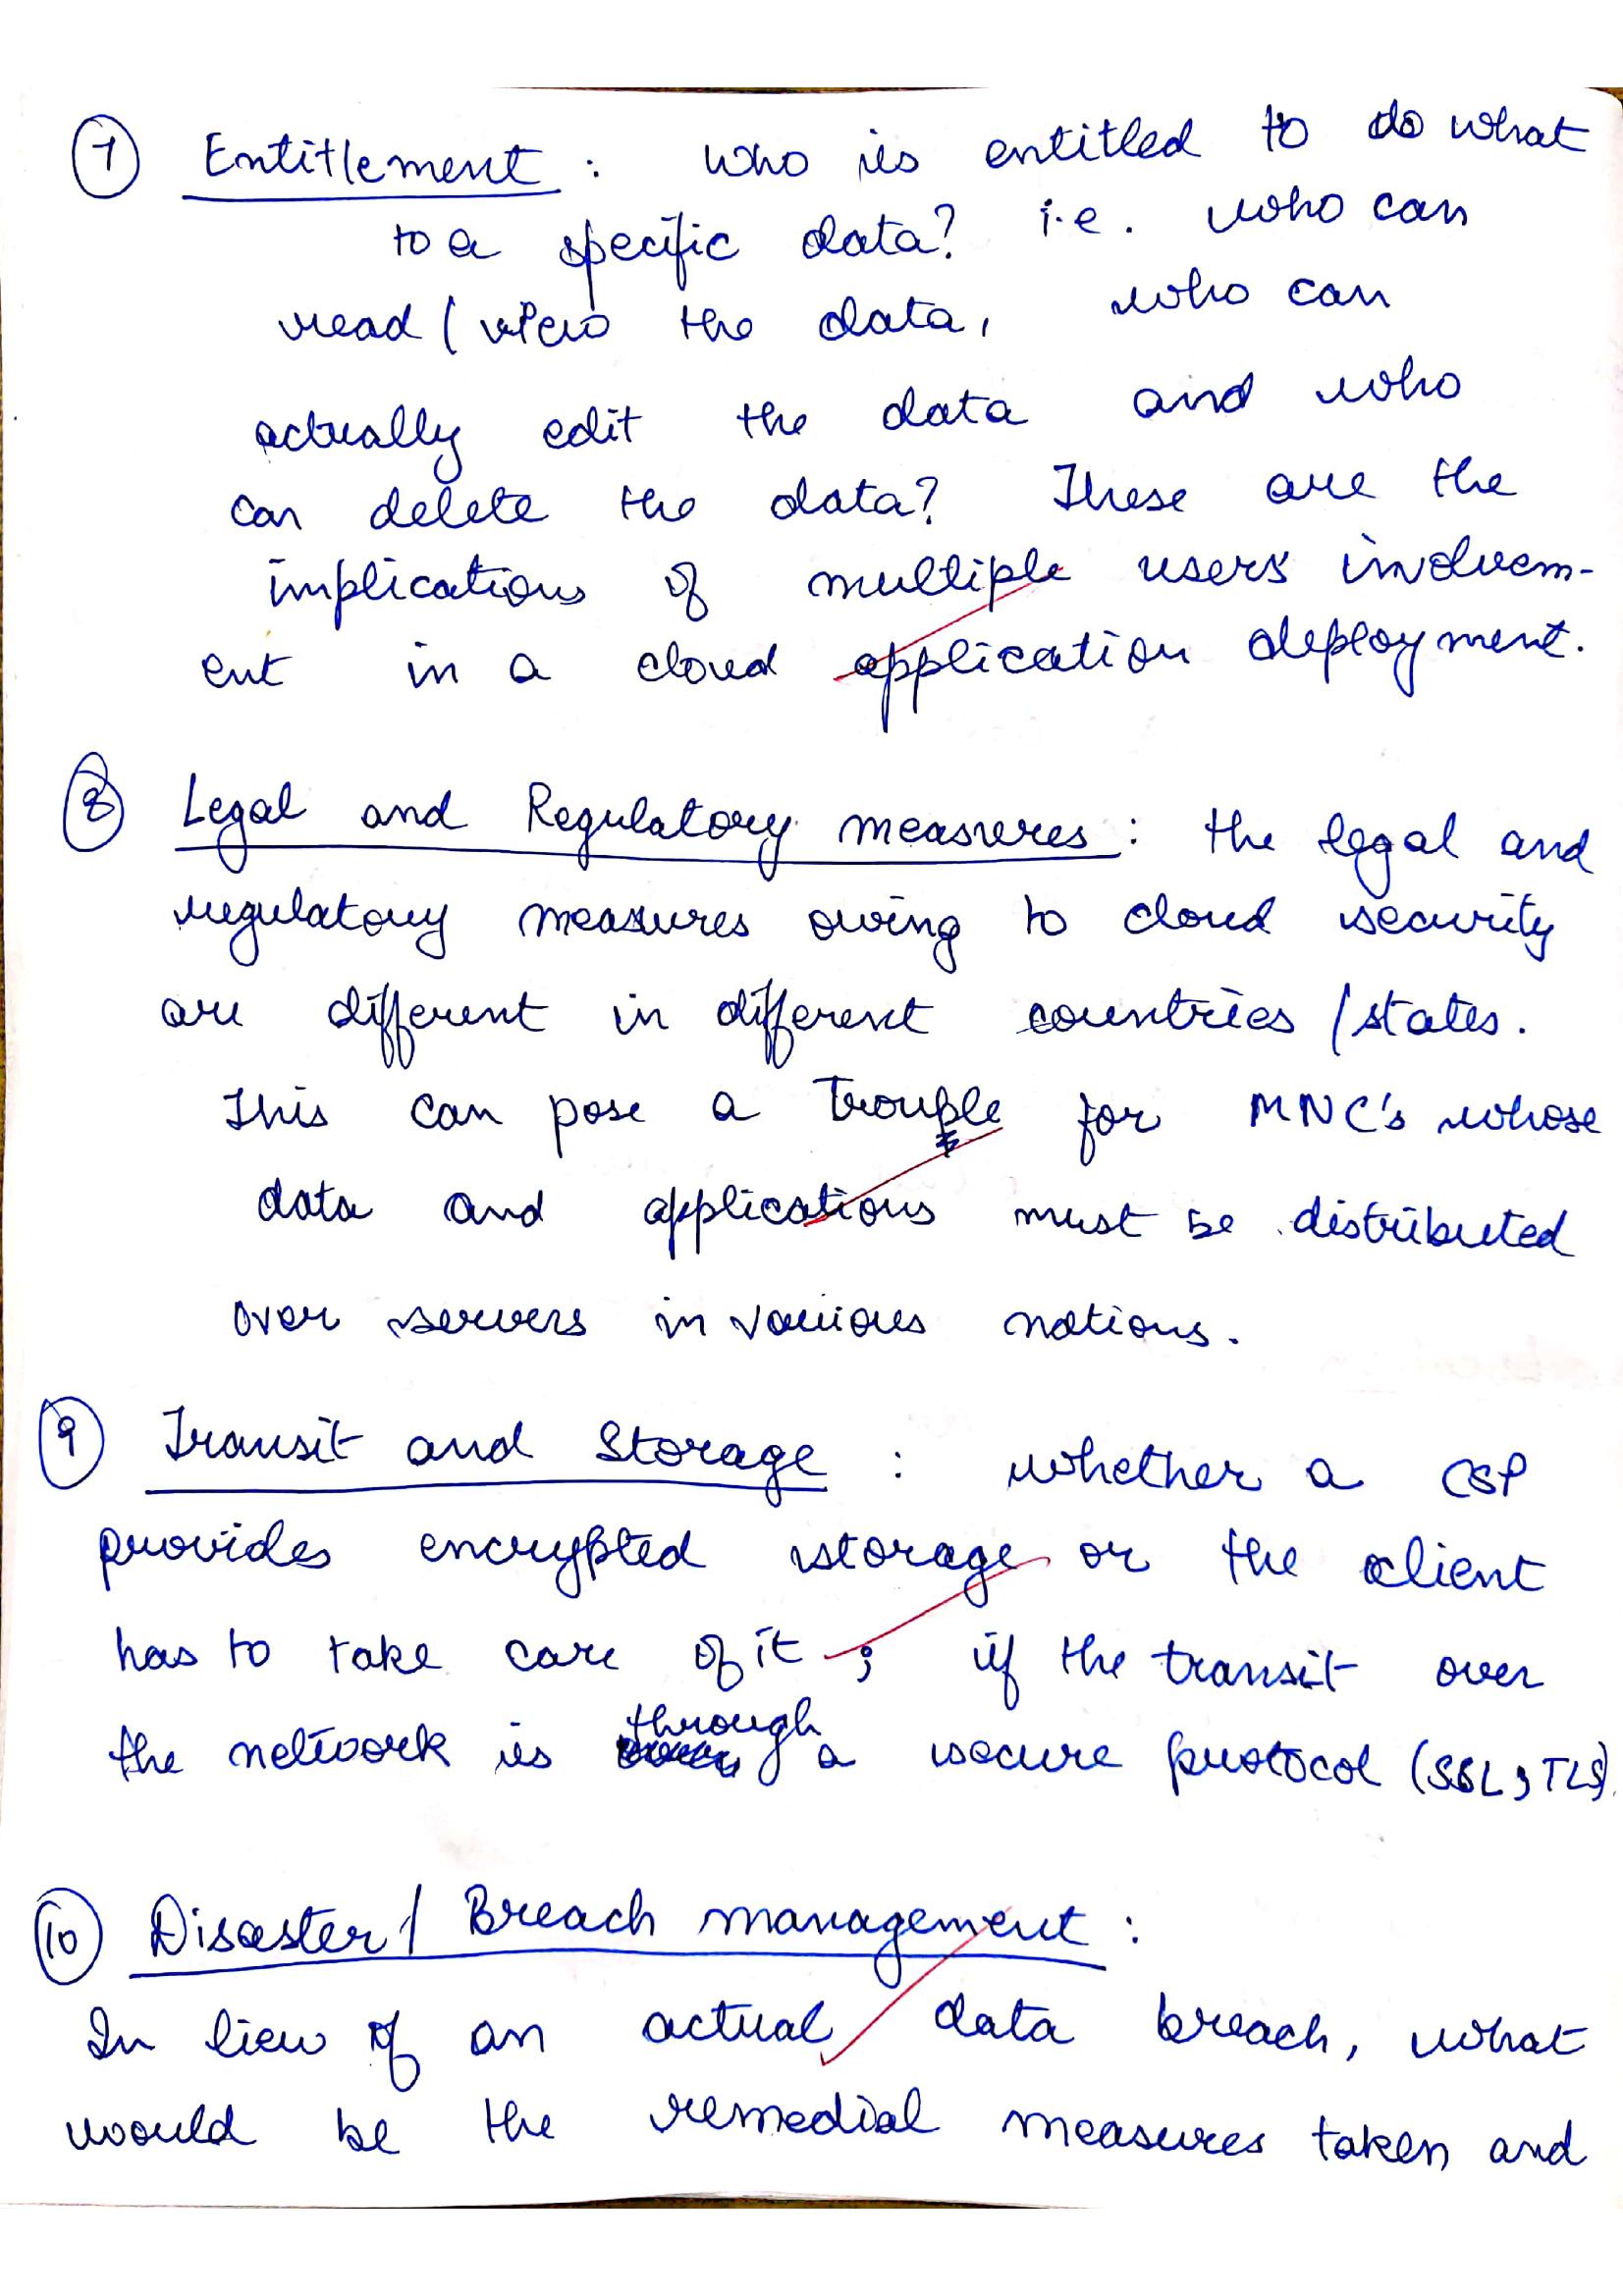 7 Entitlement : who is entitled to do what
to a specific data? i.e. who can
read / view the data, who can
actually edit the data and who
can delete the data? These are the
implications of multiple users involvem-
ent in a cloud application deployment.
8 Legal and Regulatory measures : the legal and
regulatory measures owing to cloud security
are different in different countries / states.
This can pose a trouble for MNC's whose
data and applications must be distributed
over servers in various nations.
9 Transit and Storage : whether a CSP
provides encrypted storage or the client
has to take care of it ; if the transit over
the network is through a secure protocol (SSL, TLS).
10 Disaster / Breach management :
In lieu of an actual data breach, what
would be the remedial measures taken and